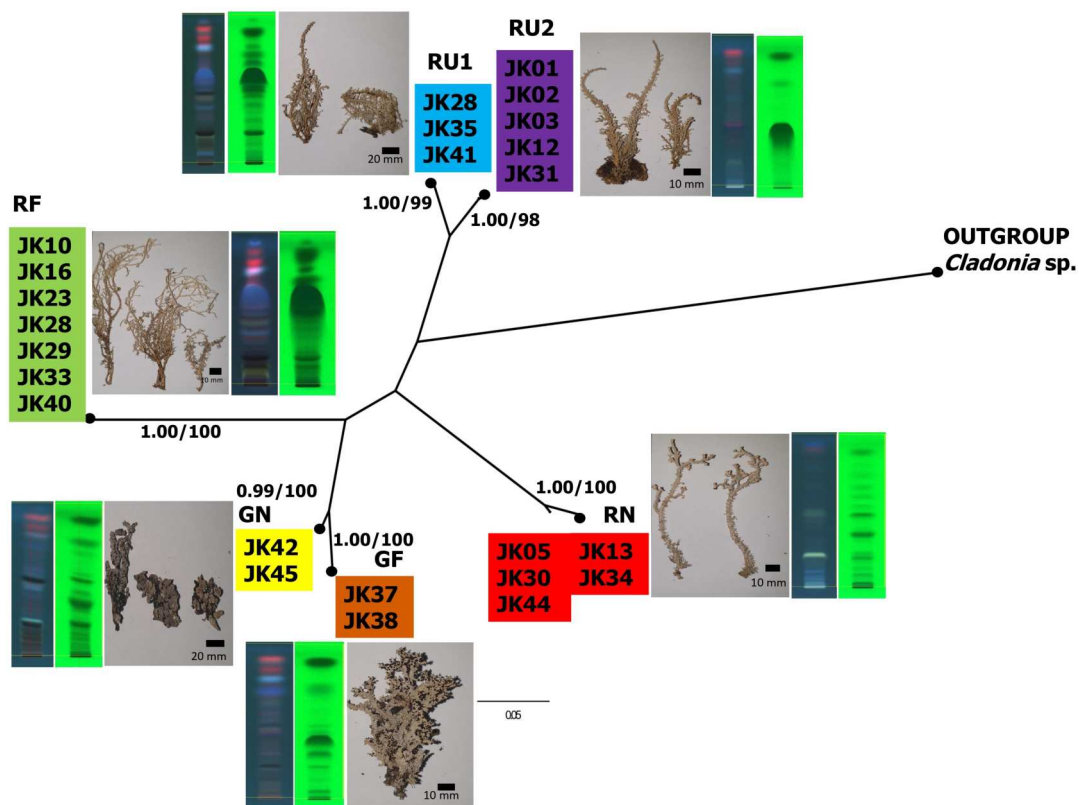 RU2
RU1
JK01
JK02
JK03
JK12
JK31
JK28
JK35
JK41
20 mm
10 mm
1.00/99
1.00/98
RF
JK10
JK16
JK23
JK28
JK29
JK33
JK40
10 mm
OUTGROUP
Cladonia sp.
1.00/100
0.99/100
GN
JK42
JK45
20 mm
1.00/100
GF
JK37
JK38
10 mm
1.00/100
RN
JK05 JK13
JK30 JK34
JK44
10 mm
0.05